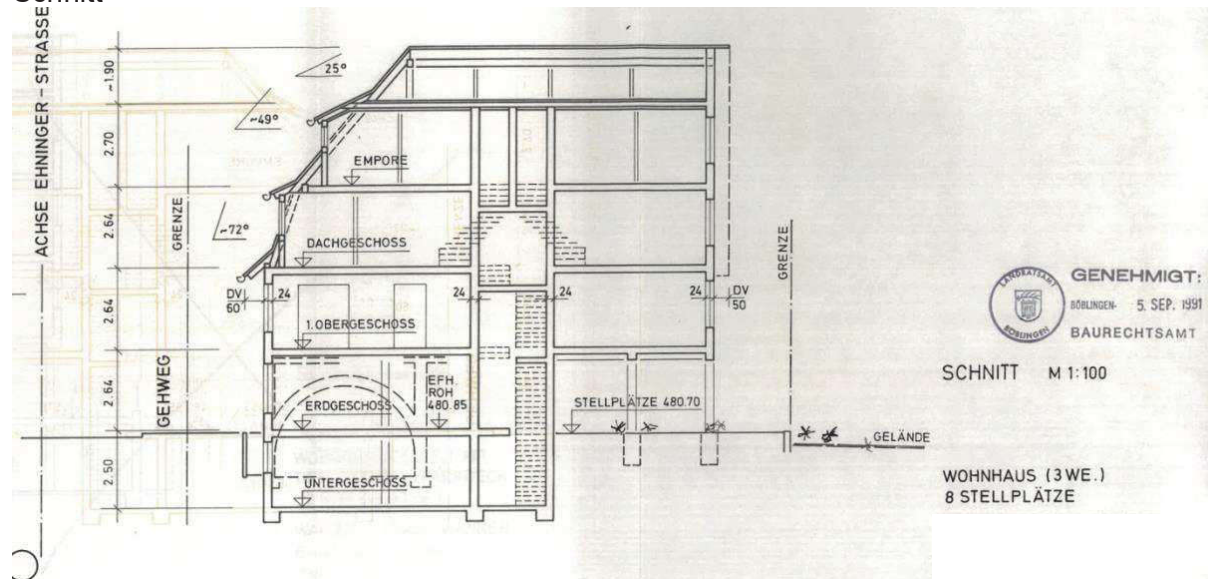 Schnitt
ACHSE EHNINGER - STRASSE
~1.90
25°
~49°
2.70
EMPORE
GRENZE
2.64
~72°
DACHGESCHOSS
GRENZE
DV
60
24
24
24
24
DV
50
2.64
1. OBERGESCHOSS
GEHWEG
2.64
EFH.
ROH
480.85
ERDGESCHOSS
STELLPLÄTZE 480.70
GELÄNDE
2.50
UNTERGESCHOSS
LANDRATSAMT
BÖBLINGEN
GENEHMIGT:
BÖBLINGEN- 5. SEP. 1991
BAURECHTSAMT
SCHNITT M 1:100
WOHNHAUS (3 WE.)
8 STELLPLÄTZE